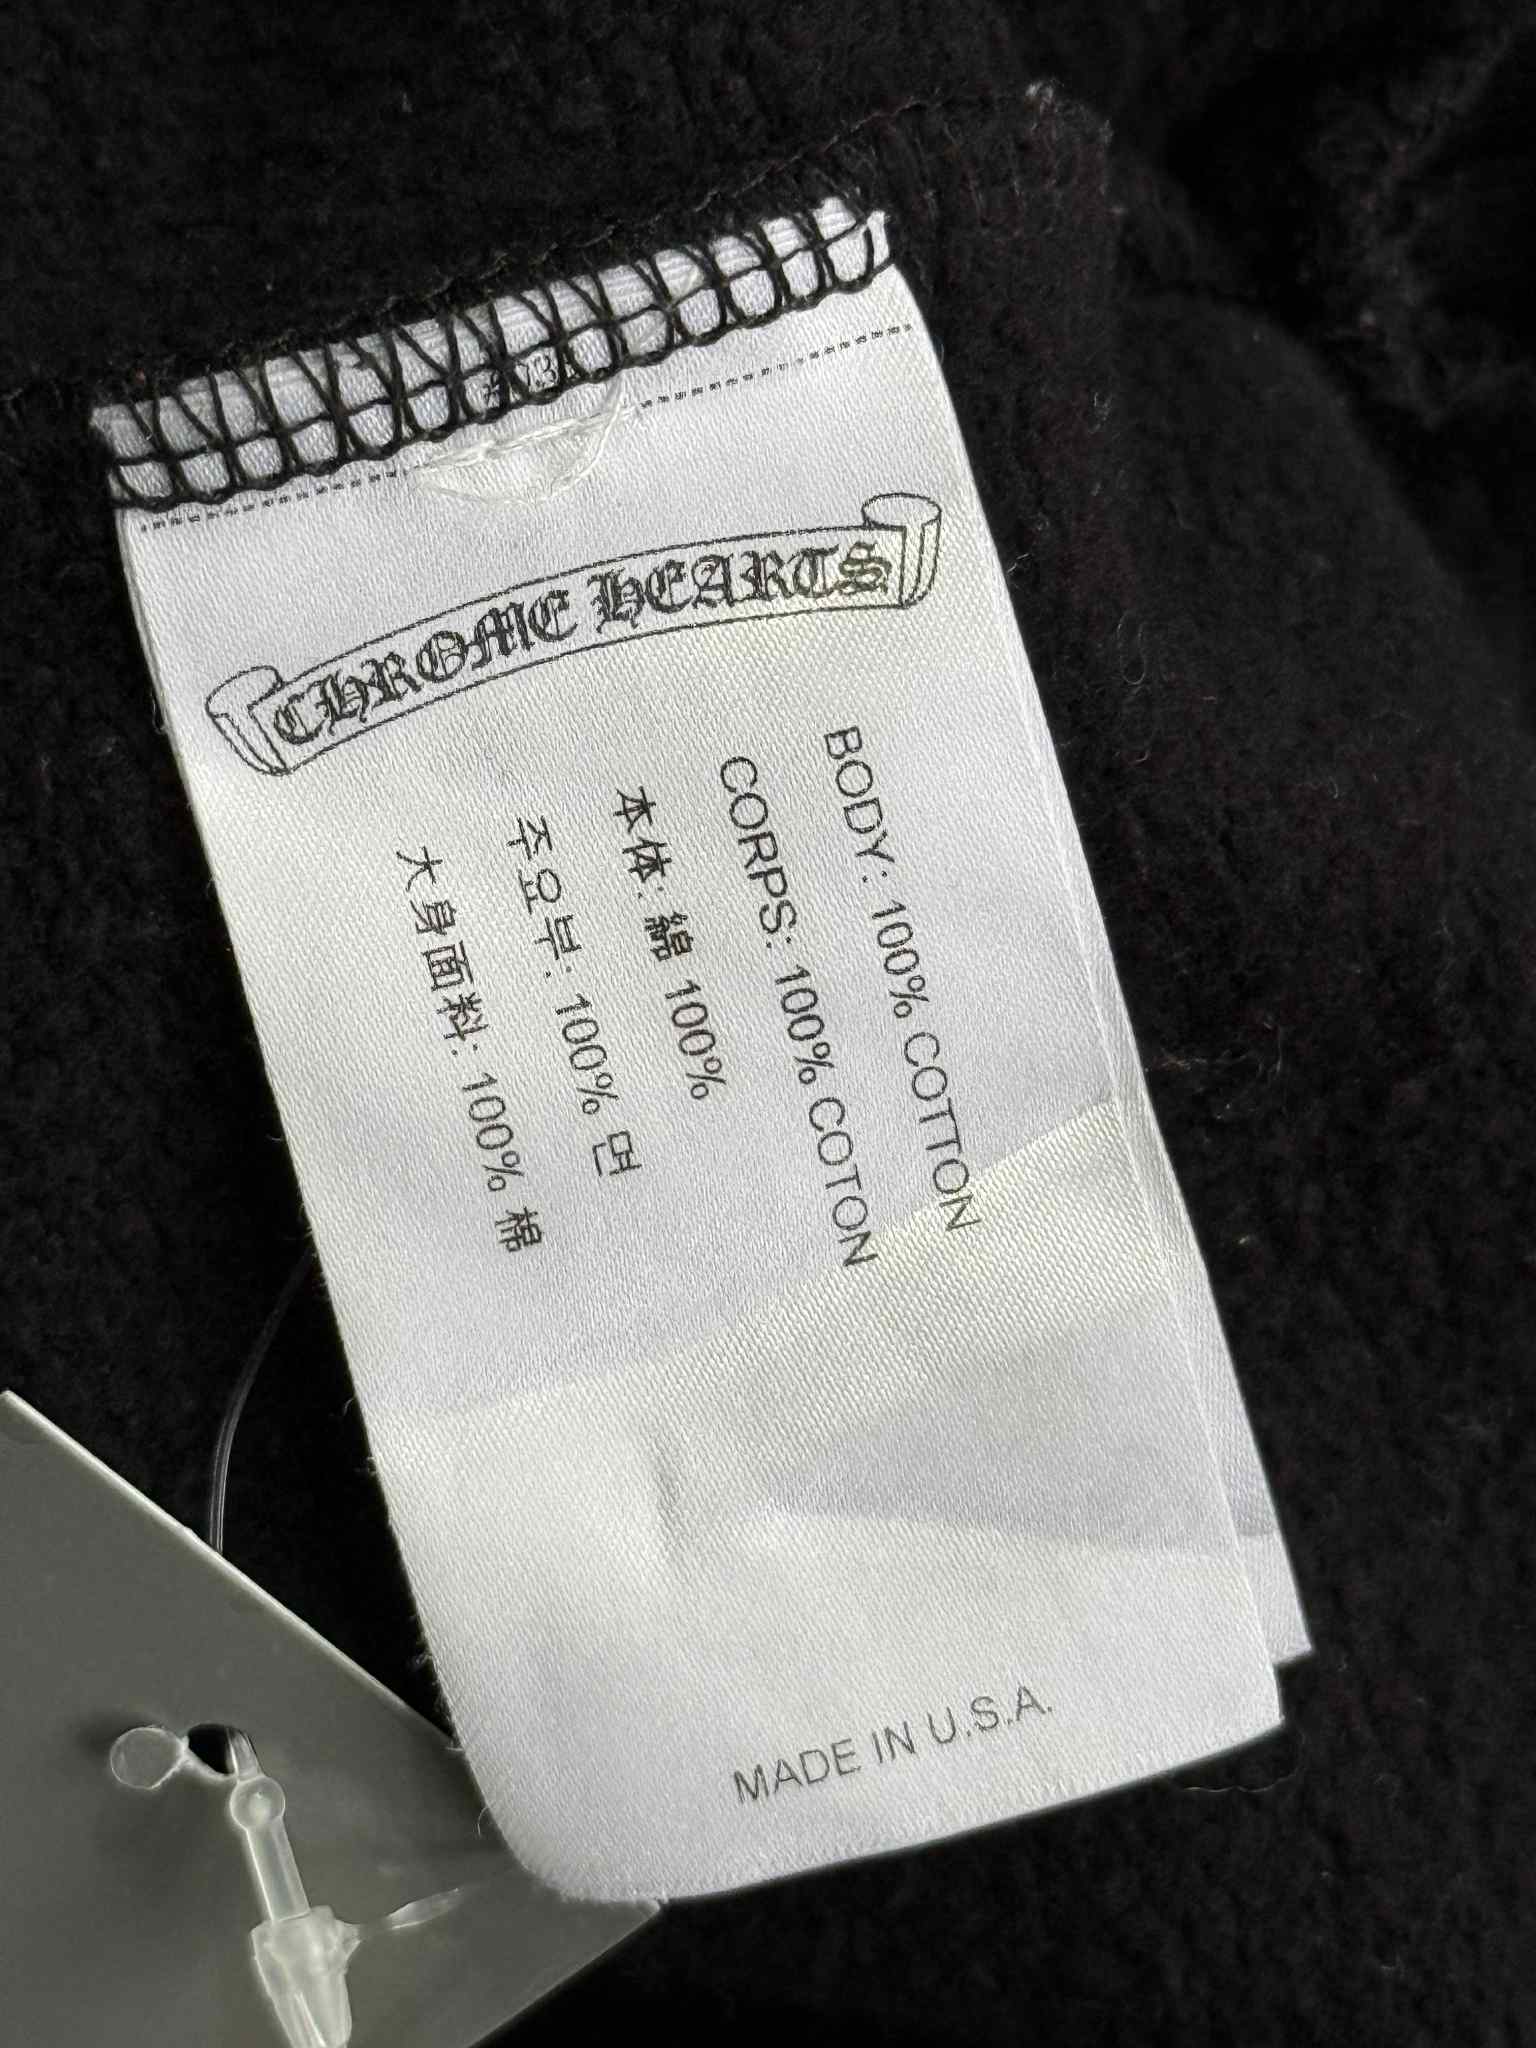 CHROME HEARTS
BODY: 100% COTTON
CORPS: 100% COTON
本体: 綿 100%
주요부: 100% 면
大身面料: 100% 棉
MADE IN U.S.A.